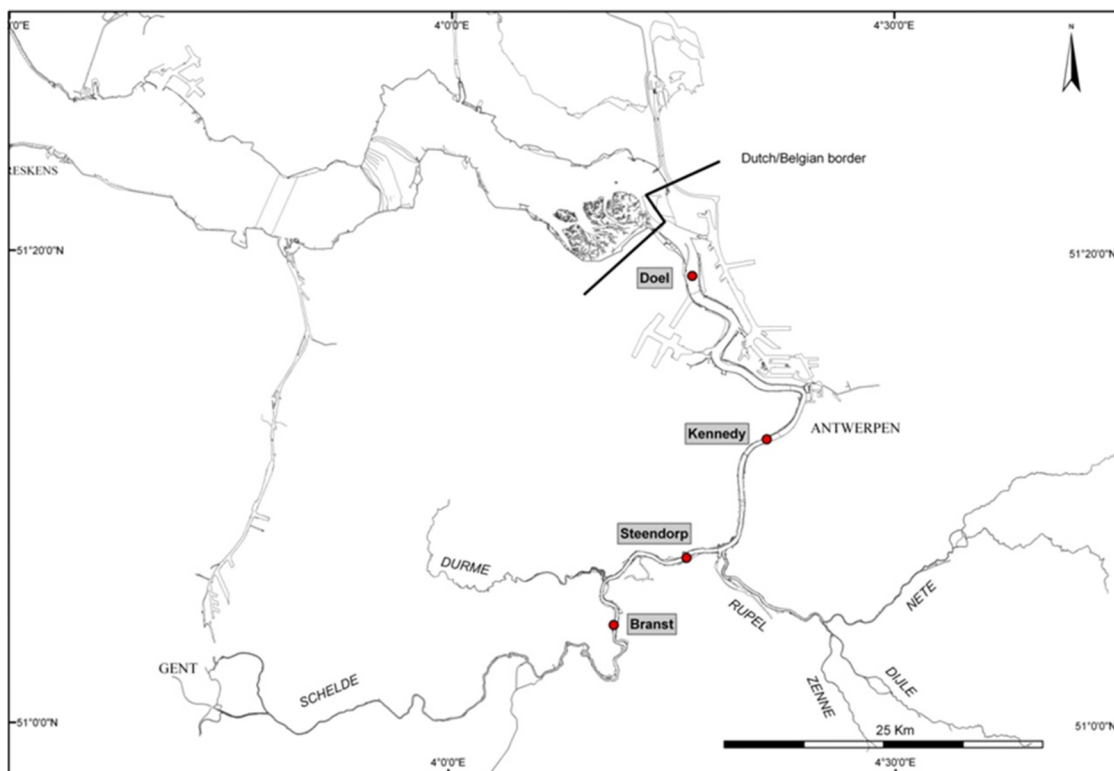 0'0"E
4°0'0"E
4°30'0"E
N
Dutch/Belgian border
RESKENS
51°20'0"N
51°20'0"N
Doel
Kennedy
ANTWERPEN
Steendorp
DURME
NETE
RUPEL
Branst
GENT
SCHELDE
ZENNE
DIJLE
51°0'0"N
25 Km
51°0'0"N
4°0'0"E
4°30'0"E